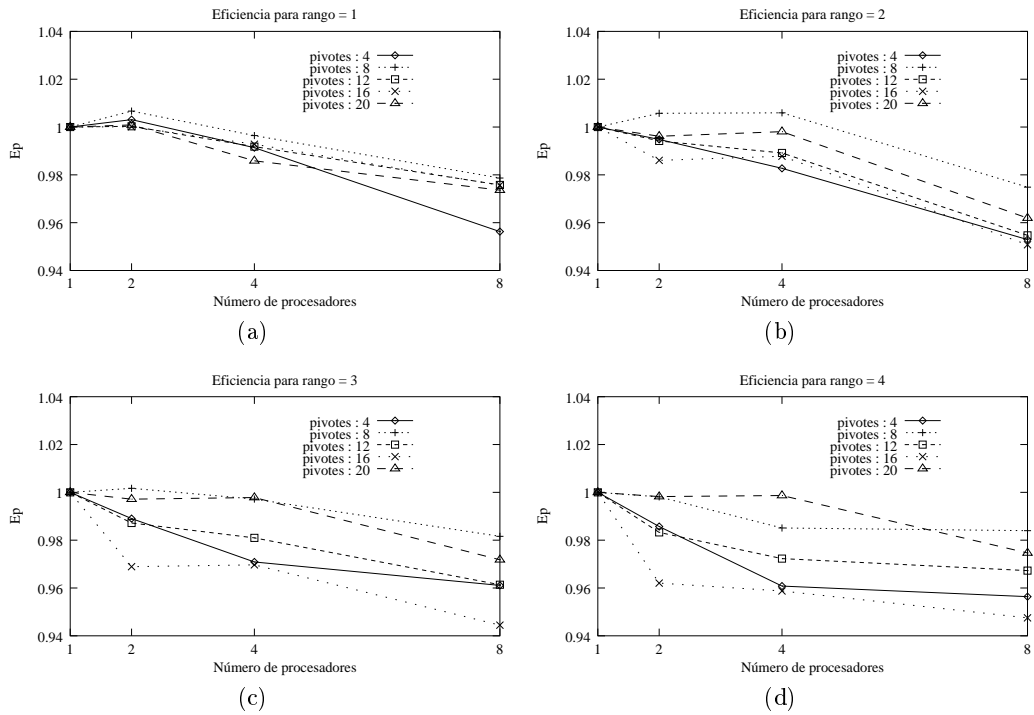 Eficiencia para rango = 1
1.04
1.02
1
0.98
0.96
0.94
Ep
pivotes : 4
pivotes : 8
pivotes : 12
pivotes : 16
pivotes : 20
1 2 4 8
Número de procesadores
(a)
Eficiencia para rango = 2
1.04
1.02
1
0.98
0.96
0.94
Ep
pivotes : 4
pivotes : 8
pivotes : 12
pivotes : 16
pivotes : 20
1 2 4 8
Número de procesadores
(b)
Eficiencia para rango = 3
1.04
1.02
1
0.98
0.96
0.94
Ep
pivotes : 4
pivotes : 8
pivotes : 12
pivotes : 16
pivotes : 20
1 2 4 8
Número de procesadores
(c)
Eficiencia para rango = 4
1.04
1.02
1
0.98
0.96
0.94
Ep
pivotes : 4
pivotes : 8
pivotes : 12
pivotes : 16
pivotes : 20
1 2 4 8
Número de procesadores
(d)